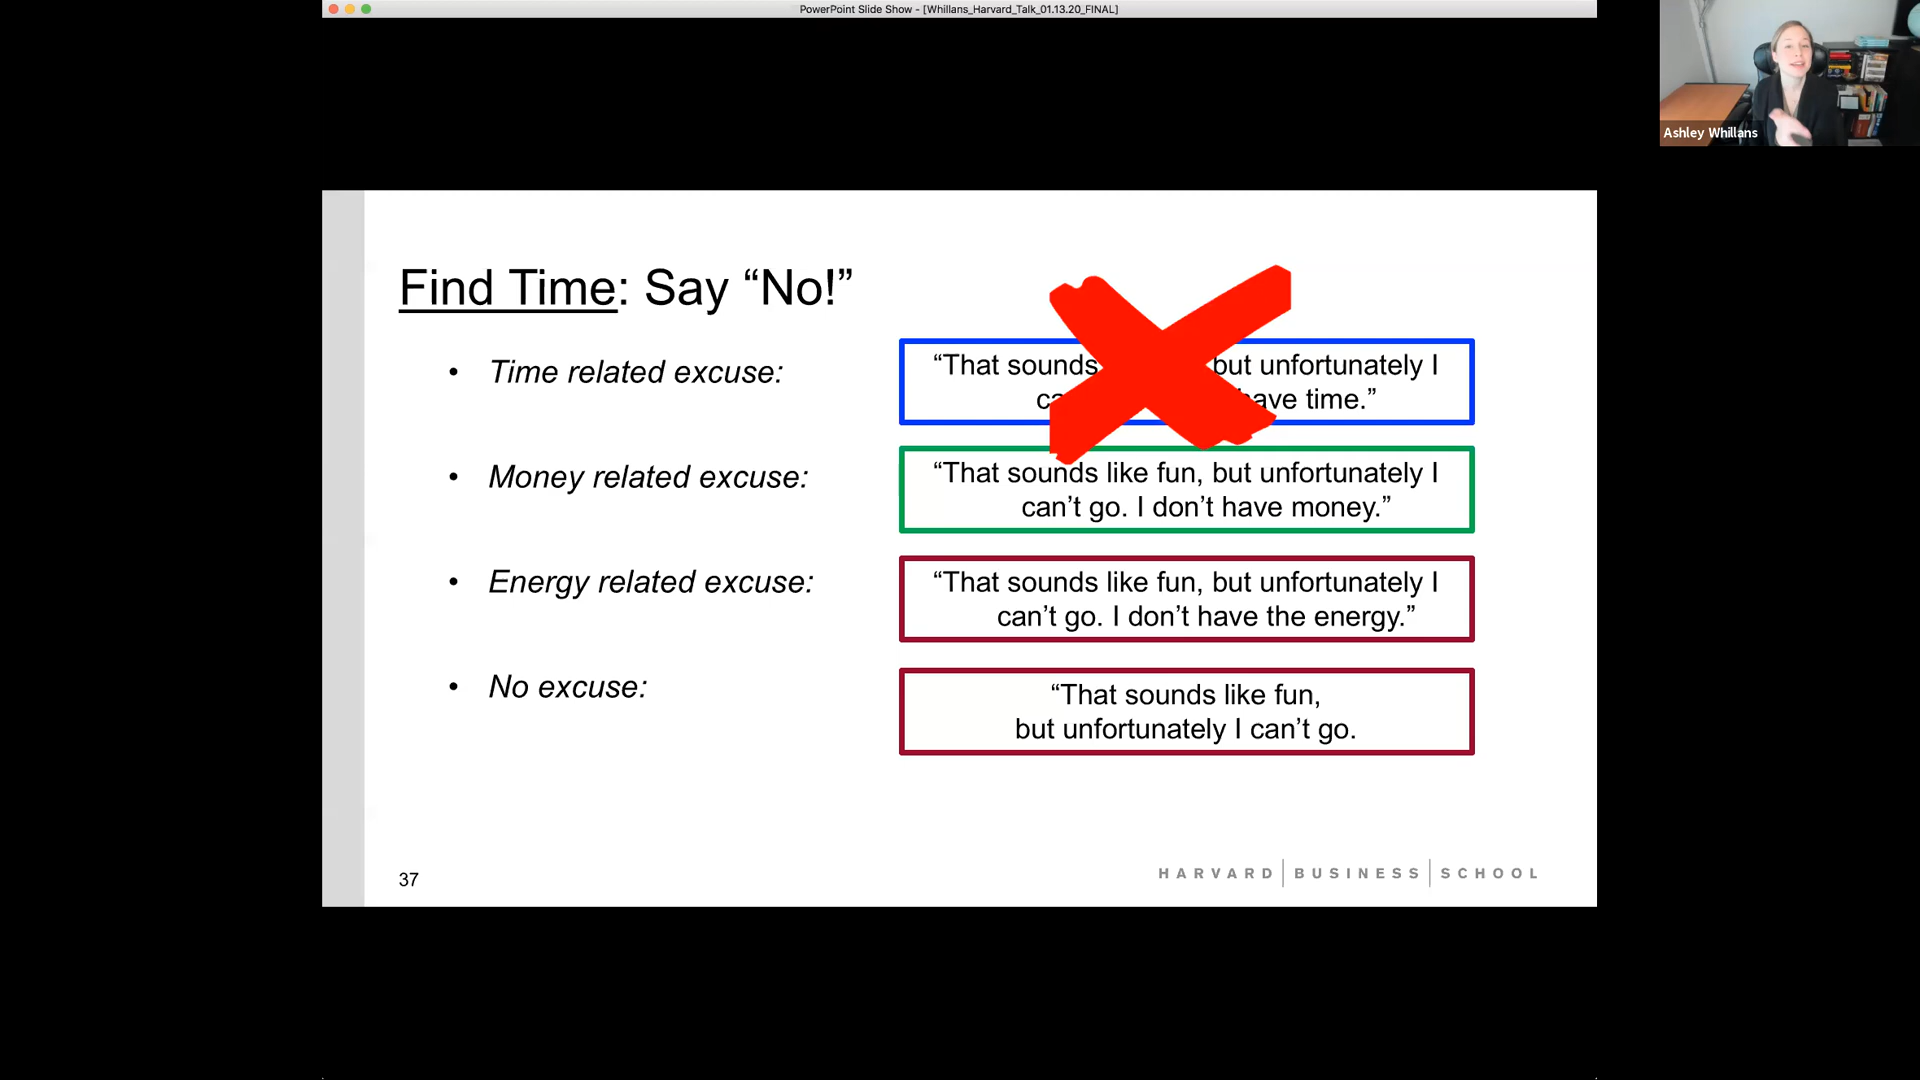 PowerPoint Slide Show - [Whillans_Harvard_Talk_01.13.20_FINAL]
Ashley Whillans
Find Time: Say “No!”
• Time related excuse:
“That sounds but unfortunately I
have time.”
• Money related excuse:
“That sounds like fun, but unfortunately I
can’t go. I don’t have money.”
• Energy related excuse:
“That sounds like fun, but unfortunately I
can’t go. I don’t have the energy.”
• No excuse:
“That sounds like fun,
but unfortunately I can’t go.
37
HARVARD | BUSINESS | SCHOOL